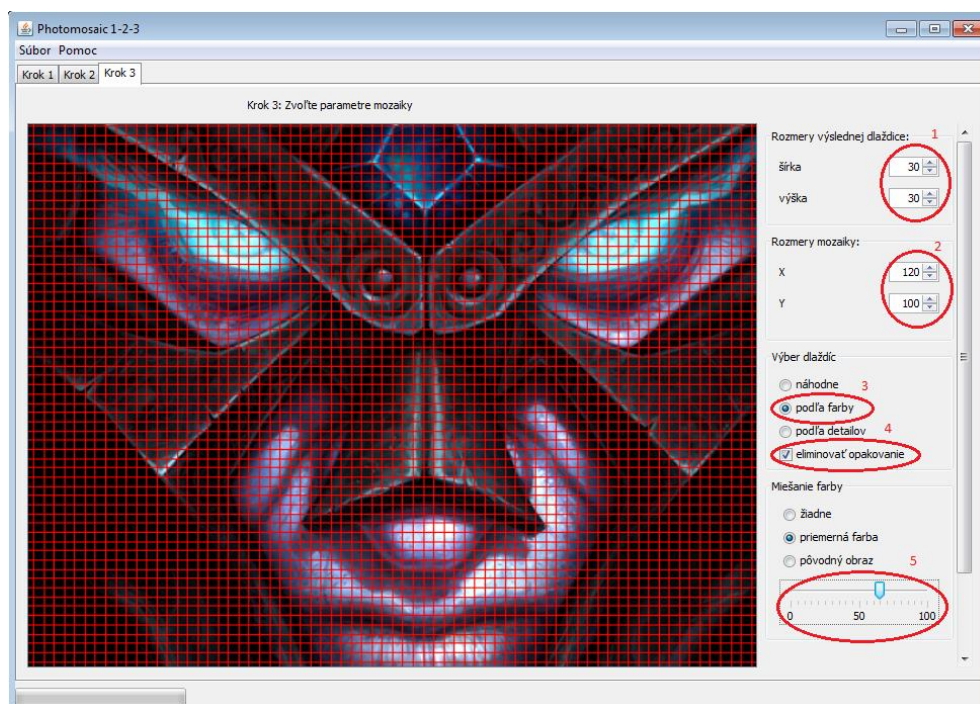 Photomosaic 1-2-3
Súbor Pomoc
Krok 1 Krok 2 Krok 3
Krok 3: Zvoľte parametre mozaiky
Rozmery výslednej dlaždice: 1
šírka 30
výška 30
Rozmery mozaiky: 2
X 120
Y 100
Výber dlaždíc
náhodne 3
podľa farby
podľa detailov 4
eliminovať opakovanie
Miešanie farby
žiadne
priemerná farba
pôvodný obraz 5
0 50 100